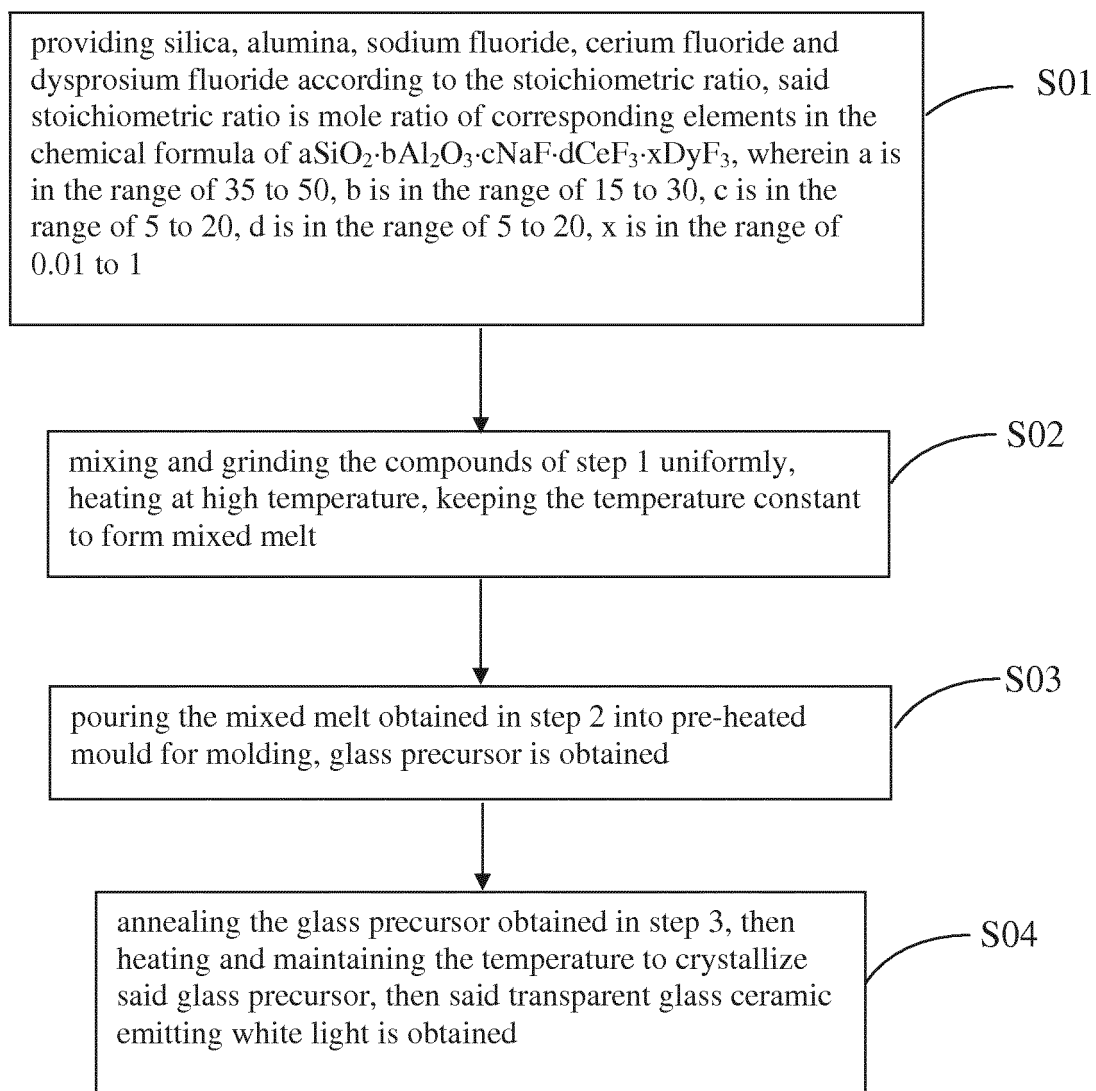 providing silica, alumina, sodium fluoride, cerium fluoride and
dysprosium fluoride according to the stoichiometric ratio, said
stoichiometric ratio is mole ratio of corresponding elements in the
chemical formula of aSiO₂·bAl₂O₃·cNaF·dCeF₃·xDyF₃, wherein a is
in the range of 35 to 50, b is in the range of 15 to 30, c is in the
range of 5 to 20, d is in the range of 5 to 20, x is in the range of
0.01 to 1
S01
mixing and grinding the compounds of step 1 uniformly,
heating at high temperature, keeping the temperature constant
to form mixed melt
S02
pouring the mixed melt obtained in step 2 into pre-heated
mould for molding, glass precursor is obtained
S03
annealing the glass precursor obtained in step 3, then
heating and maintaining the temperature to crystallize
said glass precursor, then said transparent glass ceramic
emitting white light is obtained
S04